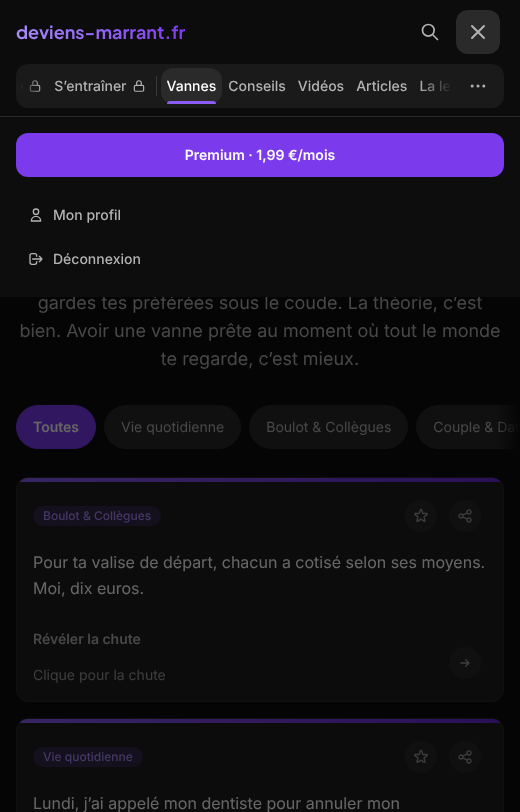 deviens-marrant.fr
S'entraîner
Vannes
Conseils
Vidéos
Articles
La le
Premium · 1,99 €/mois
Mon profil
Déconnexion
gardes tes préférées sous le coude. La théorie, c'est
bien. Avoir une vanne prête au moment où tout le monde
te regarde, c'est mieux.
Toutes
Vie quotidienne
Boulot & Collègues
Couple & Da
Boulot & Collègues
Pour ta valise de départ, chacun a cotisé selon ses moyens.
Moi, dix euros.
Révéler la chute
Clique pour la chute
Vie quotidienne
Lundi, j'ai appelé mon dentiste pour annuler mon